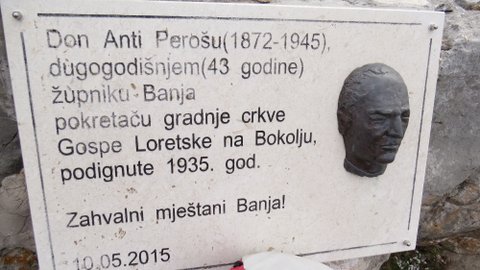 Don Anti Perošu(1872-1945),
dugogodišnjem(43 godine)
župniku Banja
pokretaču gradnje crkve
Gospe Loretske na Bokolju,
podignute 1935. god.
Zahvalni mještani Banja!
10.05.2015